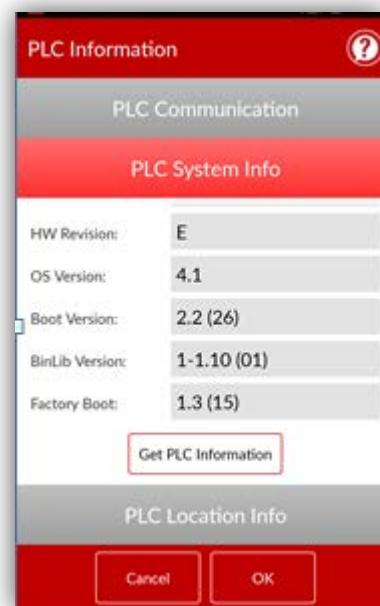 PLC Information
?
PLC Communication
PLC System Info
HW Revision: E
OS Version: 4.1
Boot Version: 2.2 (26)
BinLib Version: 1-1.10 (01)
Factory Boot: 1.3 (15)
Get PLC Information
PLC Location Info
Cancel OK